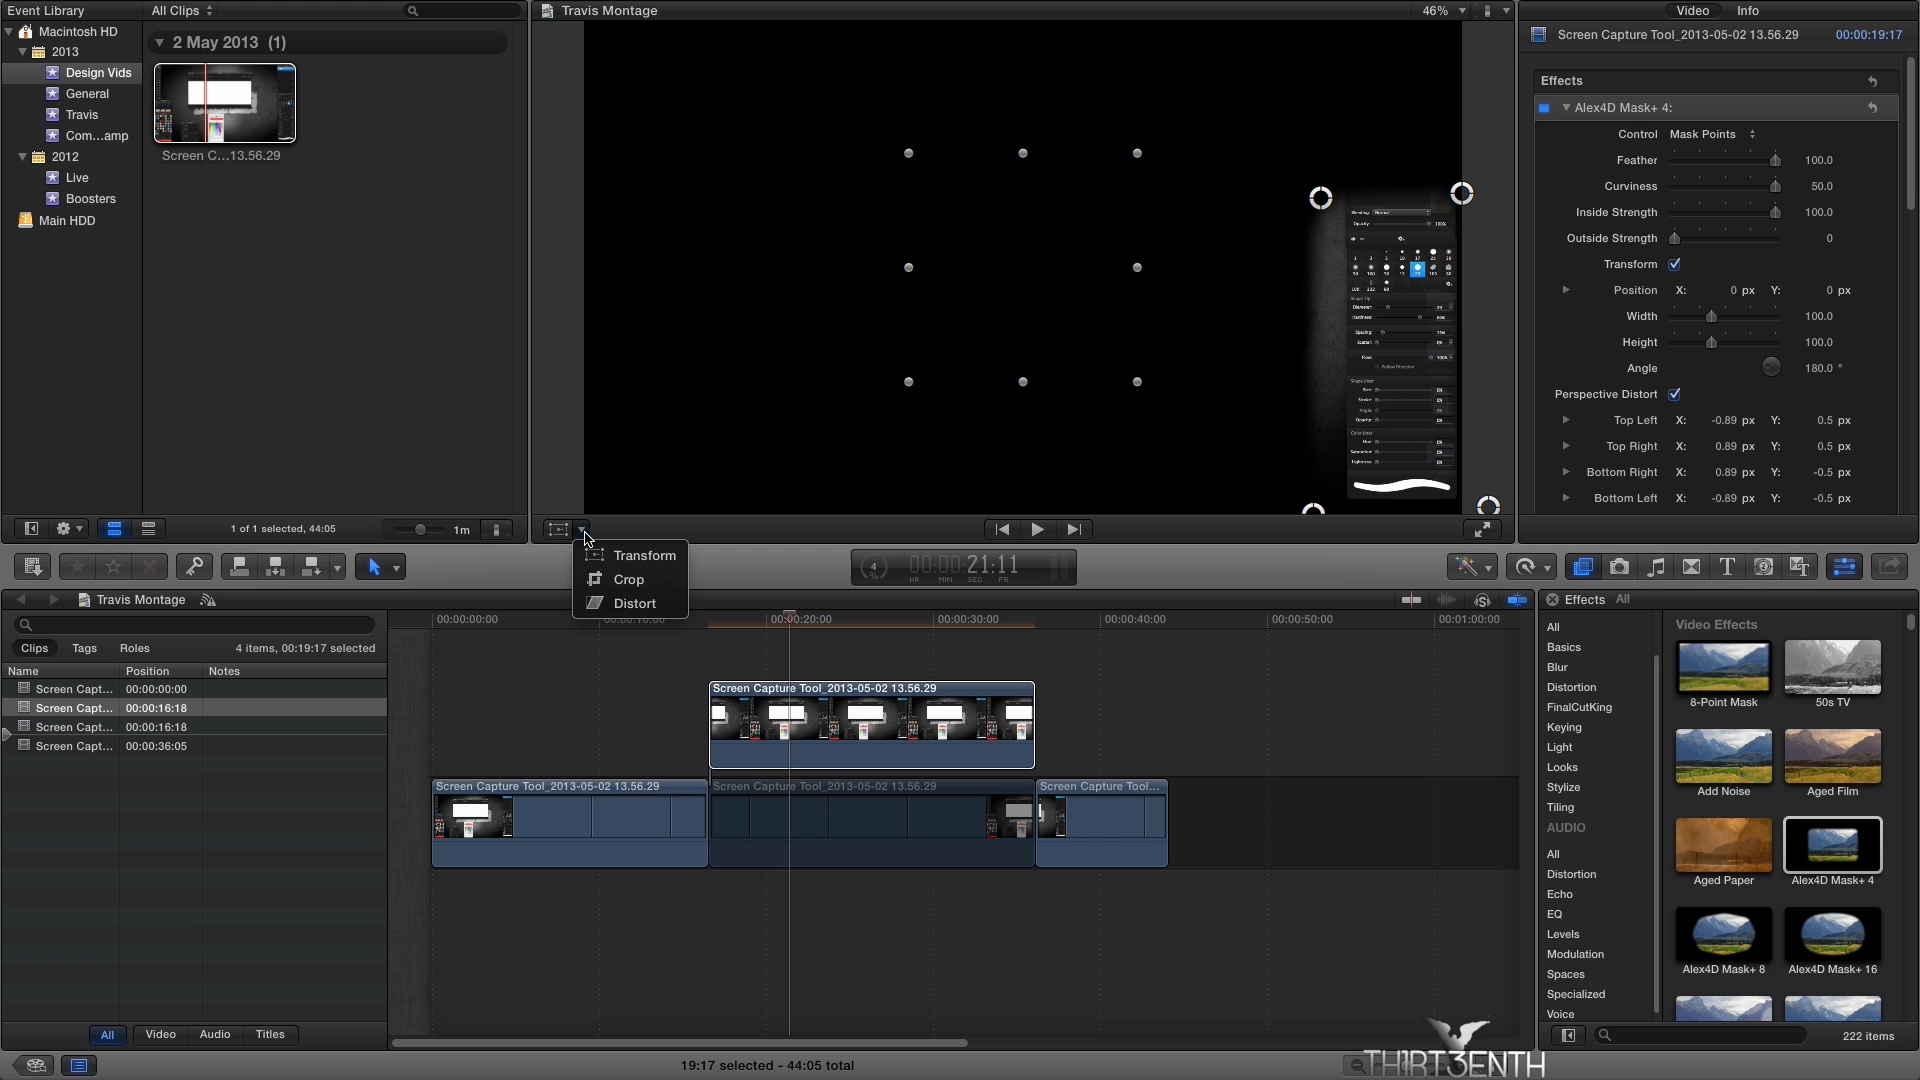 Event Library
All Clips
Travis Montage
46%
Video
Info
Macintosh HD
2013
Design Vids
General
Travis
Com...amp
2012
Live
Boosters
Main HDD
2 May 2013 (1)
Screen C...13.56.29
1 of 1 selected, 44:05
1m
Screen Capture Tool_2013-05-02 13.56.29
00:00:19:17
Effects
Alex4D Mask+ 4:
Control Mask Points
Feather 100.0
Curviness 50.0
Inside Strength 100.0
Outside Strength 0
Transform
Position X: 0 px Y: 0 px
Width 100.0
Height 100.0
Angle 180.0 °
Perspective Distort
Top Left X: -0.89 px Y: 0.5 px
Top Right X: 0.89 px Y: 0.5 px
Bottom Right X: 0.89 px Y: -0.5 px
Bottom Left X: -0.89 px Y: -0.5 px
Transform
Crop
Distort
4
%
00:00:21:11
HR MIN SEC FR
Travis Montage
Clips
Tags
Roles
4 items, 00:19:17 selected
Name Position Notes
Screen Capt... 00:00:00:00
Screen Capt... 00:00:16:18
Screen Capt... 00:00:16:18
Screen Capt... 00:00:36:05
All
Video
Audio
Titles
00:00:00:00
00:00:10:00
00:00:20:00
00:00:30:00
00:00:40:00
00:00:50:00
00:01:00:00
Screen Capture Tool_2013-05-02 13.56.29
Screen Capture Tool_2013-05-02 13.56.29
Screen Capture Tool_2013-05-02 13.56.29
Screen Capture Tool...
Effects All
All
Basics
Blur
Distortion
FinalCutKing
Keying
Light
Looks
Stylize
Tiling
AUDIO
All
Distortion
Echo
EQ
Levels
Modulation
Spaces
Specialized
Voice
Video Effects
8-Point Mask
50s TV
Add Noise
Aged Film
Aged Paper
Alex4D Mask+ 4
Alex4D Mask+ 8
Alex4D Mask+ 16
222 items
19:17 selected - 44:05 total
THIRT3ENTH